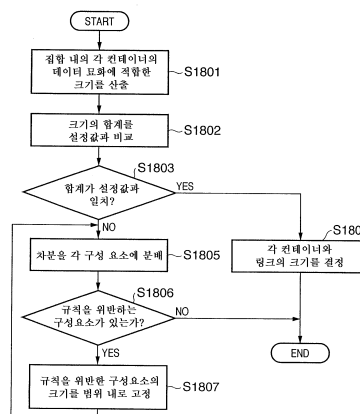 START
집합 내의 각 컨테이너의
데이터 묘화에 적합한
크기를 산출
S1801
크기의 합계를
설정값과 비교
S1802
S1803
합계가 설정값과
일치?
YES
NO
S180
차분을 각 구성 요소에 분배
S1805
각 컨테이너와
링크의 크기를 결정
S1806
규칙을 위반하는
구성요소가 있는가?
NO
YES
END
규칙을 위반한 구성요소의
크기를 범위 내로 고정
S1807